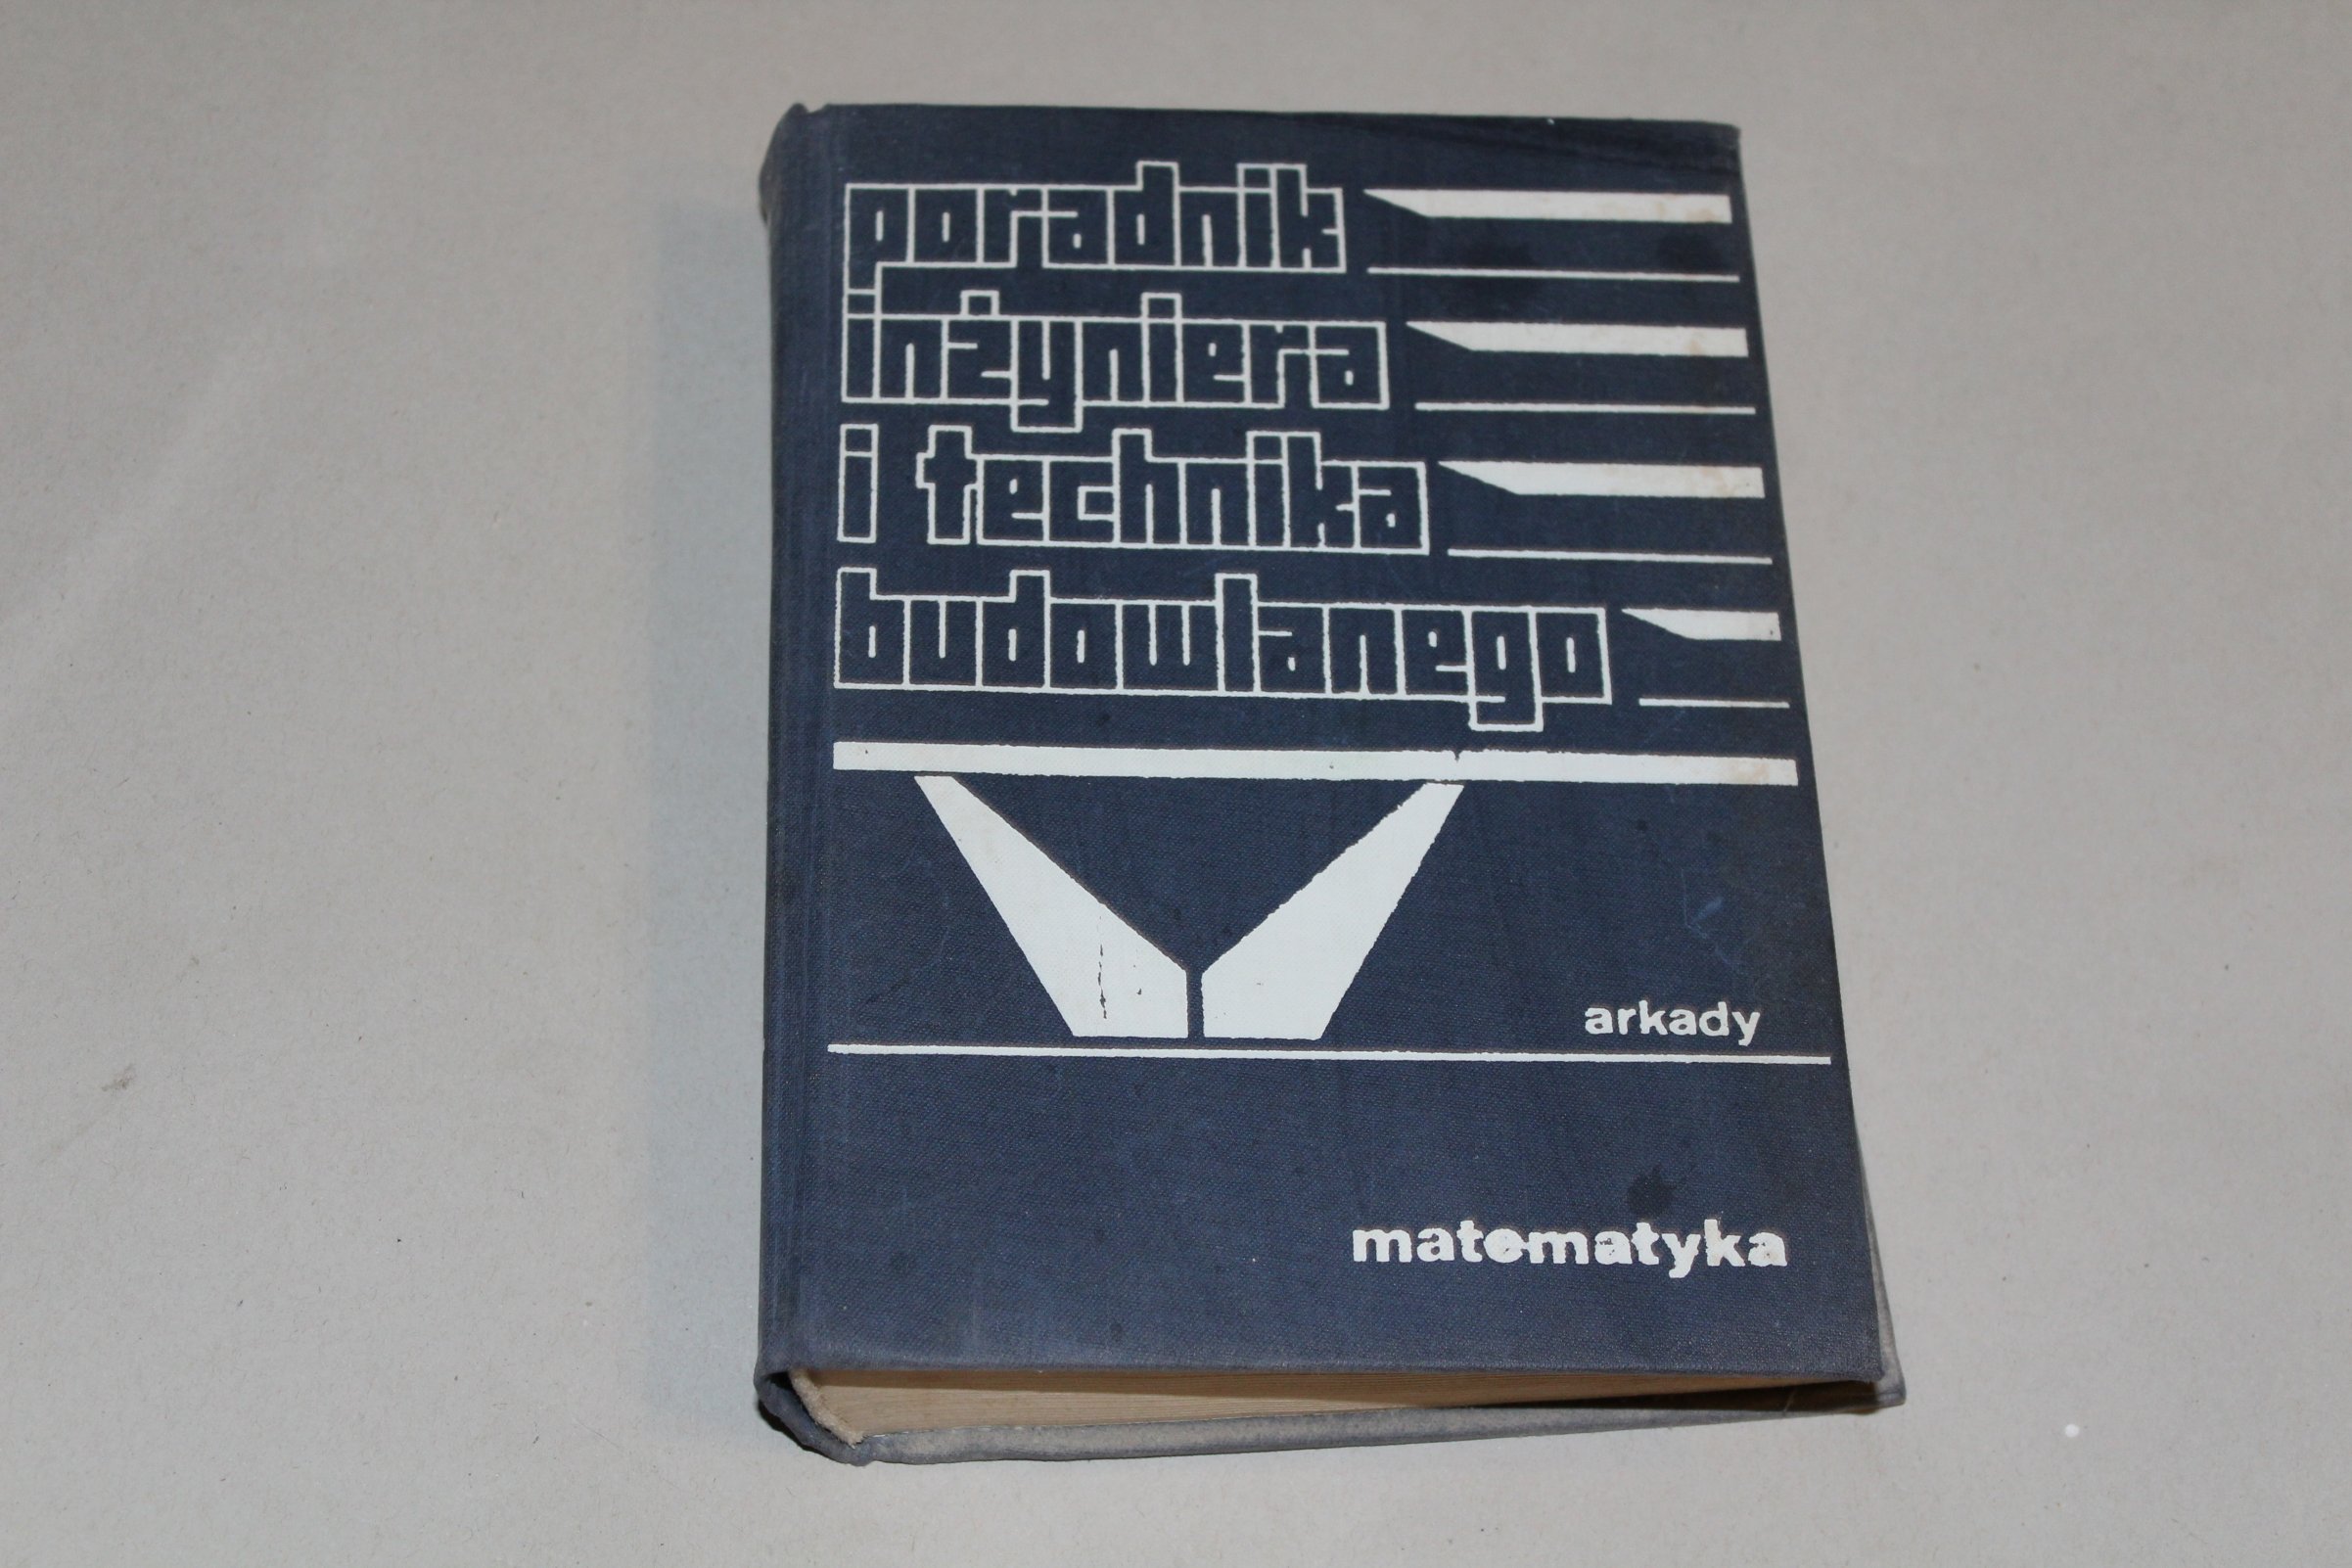 poradnik
inżyniera
i technika
budowlanego
arkady
matematyka